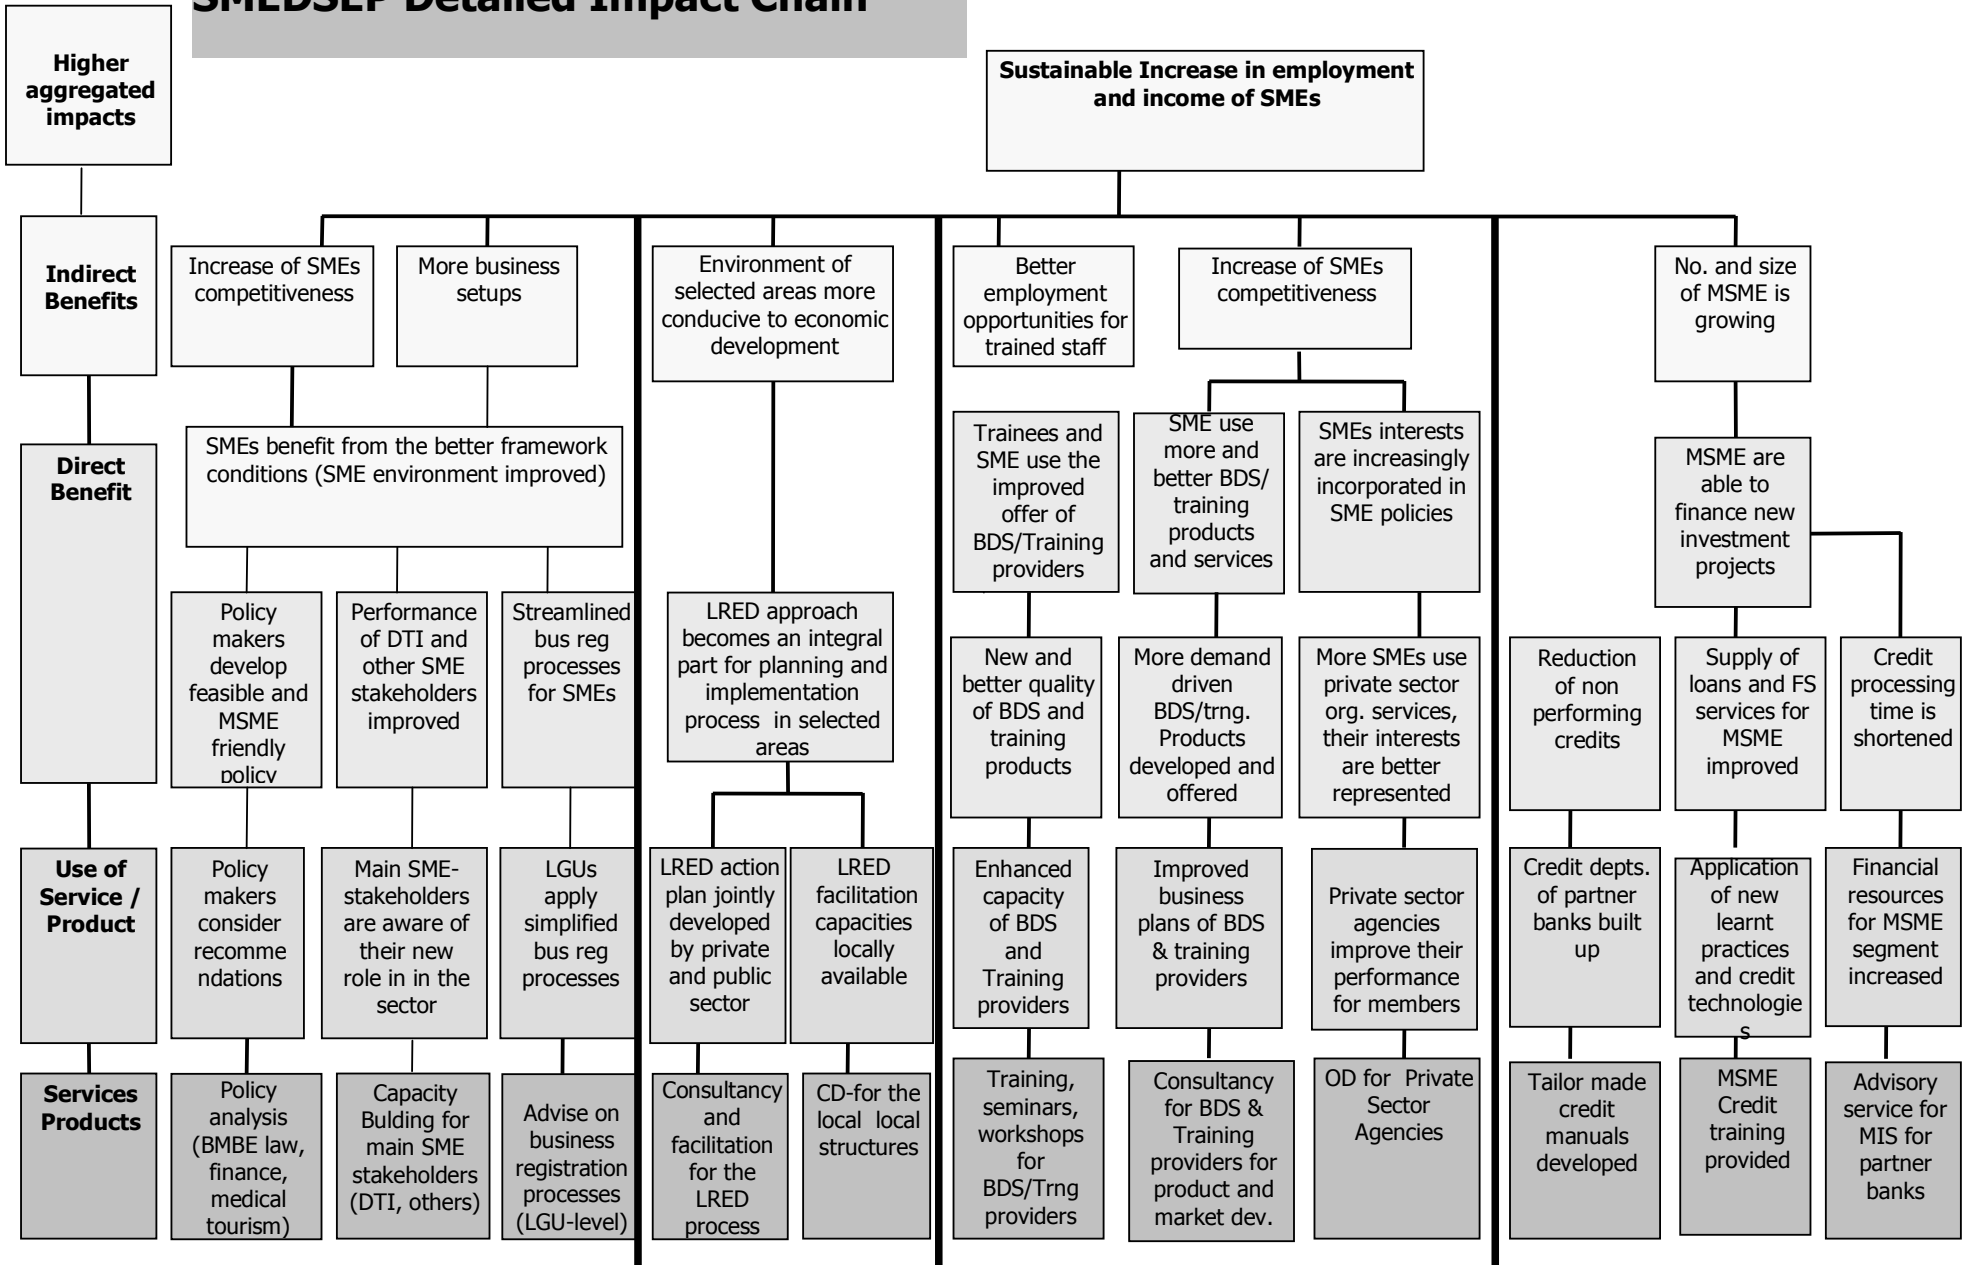 SMEDSEP Detailed Impact Chain
Higher
aggregated
impacts
Sustainable Increase in employment
and income of SMEs
Indirect
Benefits
Increase of SMEs
competitiveness
More business
setups
Environment of
selected areas more
conducive to economic
development
Better
employment
opportunities for
trained staff
Increase of SMEs
competitiveness
No. and size
of MSME is
growing
Direct
Benefit
SMEs benefit from the better framework
conditions (SME environment improved)
Trainees and
SME use the
improved
offer of
BDS/Training
providers
SME use
more and
better BDS/
training
products
and services
SMEs interests
are increasingly
incorporated in
SME policies
MSME are
able to
finance new
investment
projects
Policy
makers
develop
feasible and
MSME
friendly
policy
Performance
of DTI and
other SME
stakeholders
improved
Streamlined
bus reg
processes
for SMEs
LRED approach
becomes an integral
part for planning and
implementation
process in selected
areas
New and
better quality
of BDS and
training
products
More demand
driven
BDS/trng.
Products
developed and
offered
More SMEs use
private sector
org. services,
their interests
are better
represented
Reduction
of non
performing
credits
Supply of
loans and FS
services for
MSME
improved
Credit
processing
time is
shortened
Use of
Service /
Product
Policy
makers
consider
recomme
ndations
Main SME-
stakeholders
are aware of
their new
role in in the
sector
LGUs
apply
simplified
bus reg
processes
LRED action
plan jointly
developed
by private
and public
sector
LRED
facilitation
capacities
locally
available
Enhanced
capacity
of BDS
and
Training
providers
Improved
business
plans of BDS
& training
providers
Private sector
agencies
improve their
performance
for members
Credit depts.
of partner
banks built
up
Application
of new
learnt
practices
and credit
technologie
s
Financial
resources
for MSME
segment
increased
Services
Products
Policy
analysis
(BMBE law,
finance,
medical
tourism)
Capacity
Bulding for
main SME
stakeholders
(DTI, others)
Advise on
business
registration
processes
(LGU-level)
Consultancy
and
facilitation
for the
LRED
process
CD-for the
local local
structures
Training,
seminars,
workshops
for
BDS/Trng
providers
Consultancy
for BDS &
Training
providers for
product and
market dev.
OD for Private
Sector
Agencies
Tailor made
credit
manuals
developed
MSME
Credit
training
provided
Advisory
service for
MIS for
partner
banks